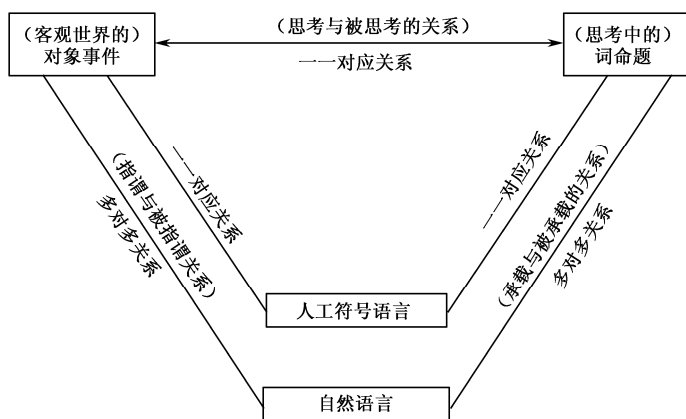 （客观世界的）
对象事件
（思考与被思考的关系）
一一对应关系
（思考中的）
词命题
一一对应关系
（指谓与被指谓关系）
多对多关系
一一对应关系
（承载与被承载的关系）
多对多关系
人工符号语言
自然语言